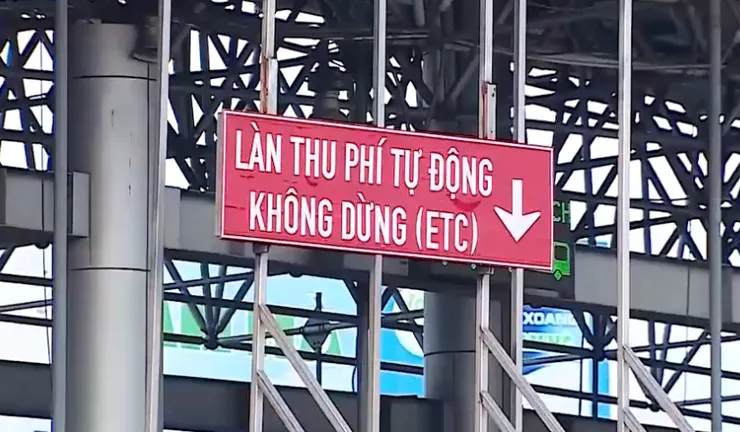 LÀN THU PHÍ TỰ ĐỘNG
KHÔNG DỪNG (ETC)